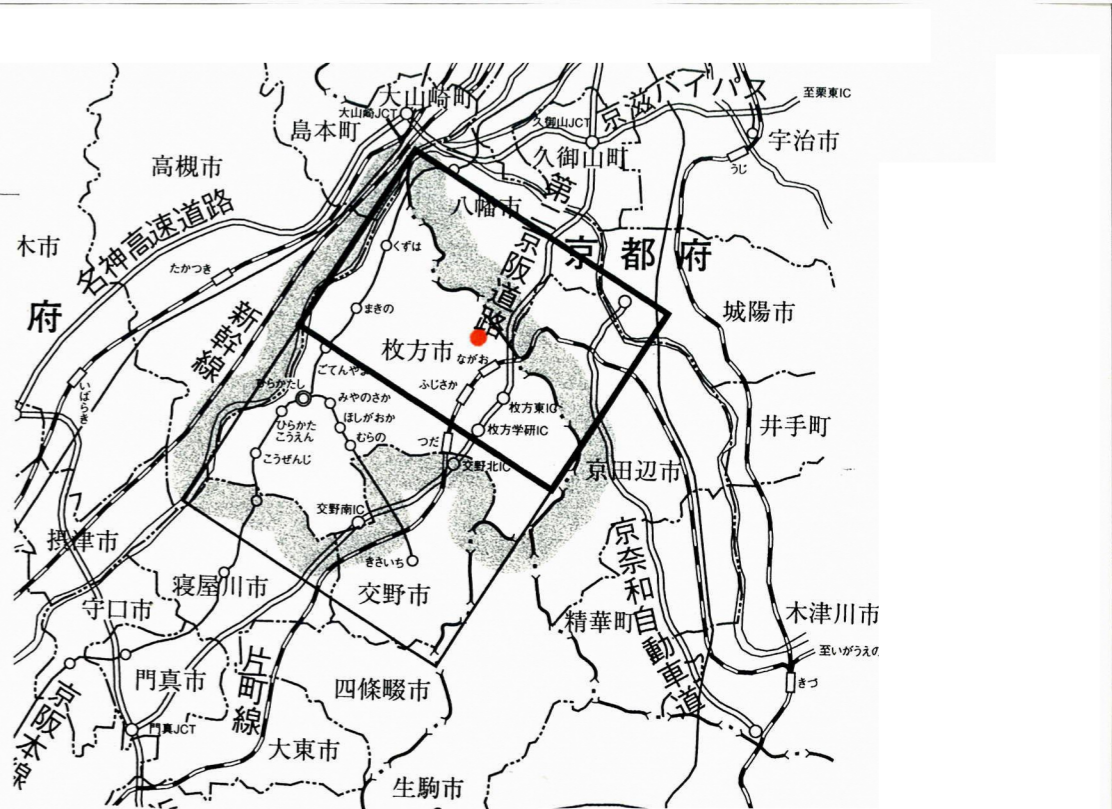 大山崎町
京滋バイパス
至栗東IC
大山崎JCT
久御山JCT
島本町
宇治市
久御山町
うじ
高槻市
第二京阪道路
八幡市
名神高速道路
木市
くずは
京都府
たかつき
府
新幹線
まきの
城陽市
枚方市
ながお
ごてんやま
いばらき
ひらかたし
ふじさか
みやのさか
枚方東IC
ほしがおか
ひらかた
こうえん
井手町
枚方学研IC
むらの
つだ
こうぜんじ
交野北IC
京田辺市
交野南IC
京奈和自動車道
摂津市
きさいち
寝屋川市
交野市
守口市
精華町
木津川市
至いがうえの
片町線
門真市
四條畷市
きづ
京阪本線
門真JCT
大東市
生駒市